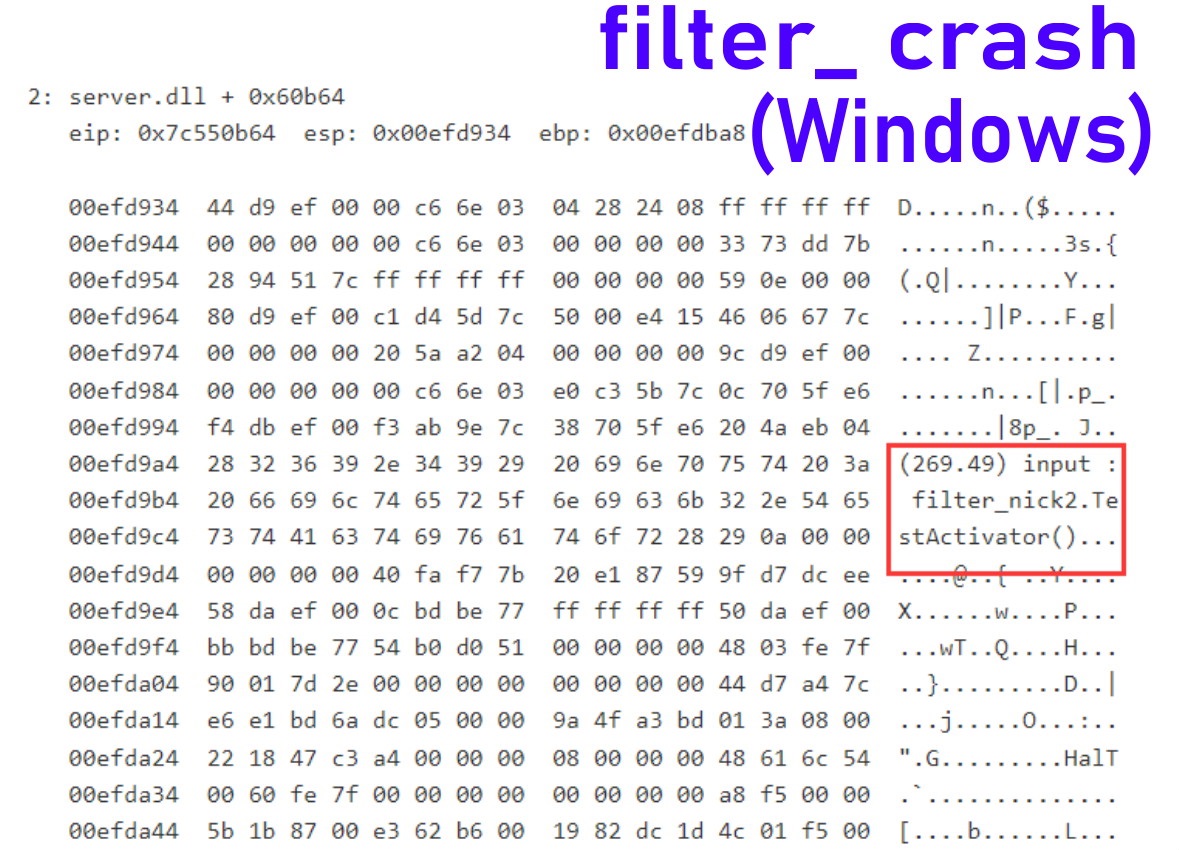 filter_ crash
(Windows)
2: server.dll + 0x60b64
eip: 0x7c550b64 esp: 0x00efd934 ebp: 0x00efdba8
00efd934 44 d9 ef 00 00 c6 6e 03 04 28 24 08 ff ff ff ff D.....n..($.....
00efd944 00 00 00 00 00 c6 6e 03 00 00 00 00 33 73 dd 7b ......n.....3s.{
00efd954 28 94 51 7c ff ff ff ff 00 00 00 00 59 0e 00 00 (.Q|........Y...
00efd964 80 d9 ef 00 c1 d4 5d 7c 50 00 e4 15 46 06 67 7c ......]|P...F.g|
00efd974 00 00 00 00 20 5a a2 04 00 00 00 00 9c d9 ef 00 .... Z..........
00efd984 00 00 00 00 00 c6 6e 03 e0 c3 5b 7c 0c 70 5f e6 ......n...[|.p_.
00efd994 f4 db ef 00 f3 ab 9e 7c 38 70 5f e6 20 4a eb 04 .......|8p_. J..
00efd9a4 28 32 36 39 2e 34 39 29 20 69 6e 70 75 74 20 3a (269.49) input :
00efd9b4 20 66 69 6c 74 65 72 5f 6e 69 63 6b 32 2e 54 65 filter_nick2.Te
00efd9c4 73 74 41 63 74 69 76 61 74 6f 72 28 29 0a 00 00 stActivator()...
00efd9d4 00 00 00 00 40 fa f7 7b 20 e1 87 59 9f d7 dc ee ....@..{ ..Y....
00efd9e4 58 da ef 00 0c bd be 77 ff ff ff ff 50 da ef 00 X......w....P...
00efd9f4 bb bd be 77 54 b0 d0 51 00 00 00 00 48 03 fe 7f ...wT..Q....H...
00efda04 90 01 7d 2e 00 00 00 00 00 00 00 00 44 d7 a4 7c ..}.........D..|
00efda14 e6 e1 bd 6a dc 05 00 00 9a 4f a3 bd 01 3a 08 00 ...j.....O...:..
00efda24 22 18 47 c3 a4 00 00 00 08 00 00 00 48 61 6c 54 ".G.........HalT
00efda34 00 60 fe 7f 00 00 00 00 00 00 00 00 a8 f5 00 00 .`..............
00efda44 5b 1b 87 00 e3 62 b6 00 19 82 dc 1d 4c 01 f5 00 [....b......L...